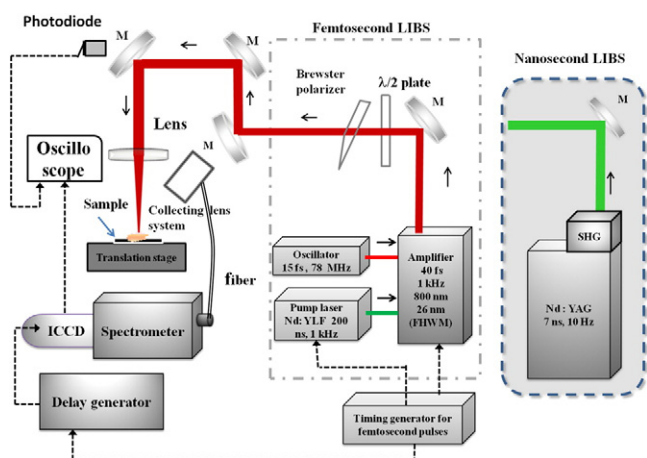 Photodiode
M
M
Femtosecond LIBS
Nanosecond LIBS
Brewster
polarizer
λ/2 plate
M
M
Lens
M
Oscillo
scope
Sample
Collecting lens
system
Translation stage
fiber
SHG
Oscillator
15 fs , 78 MHz
Amplifier
40 fs
1 kHz
800 nm
26 nm
(FHWM)
Pump laser
Nd: YLF 200
ns, 1 kHz
Nd : YAG
7 ns, 10 Hz
ICCD
Spectrometer
Delay generator
Timing generator for
femtosecond pulses